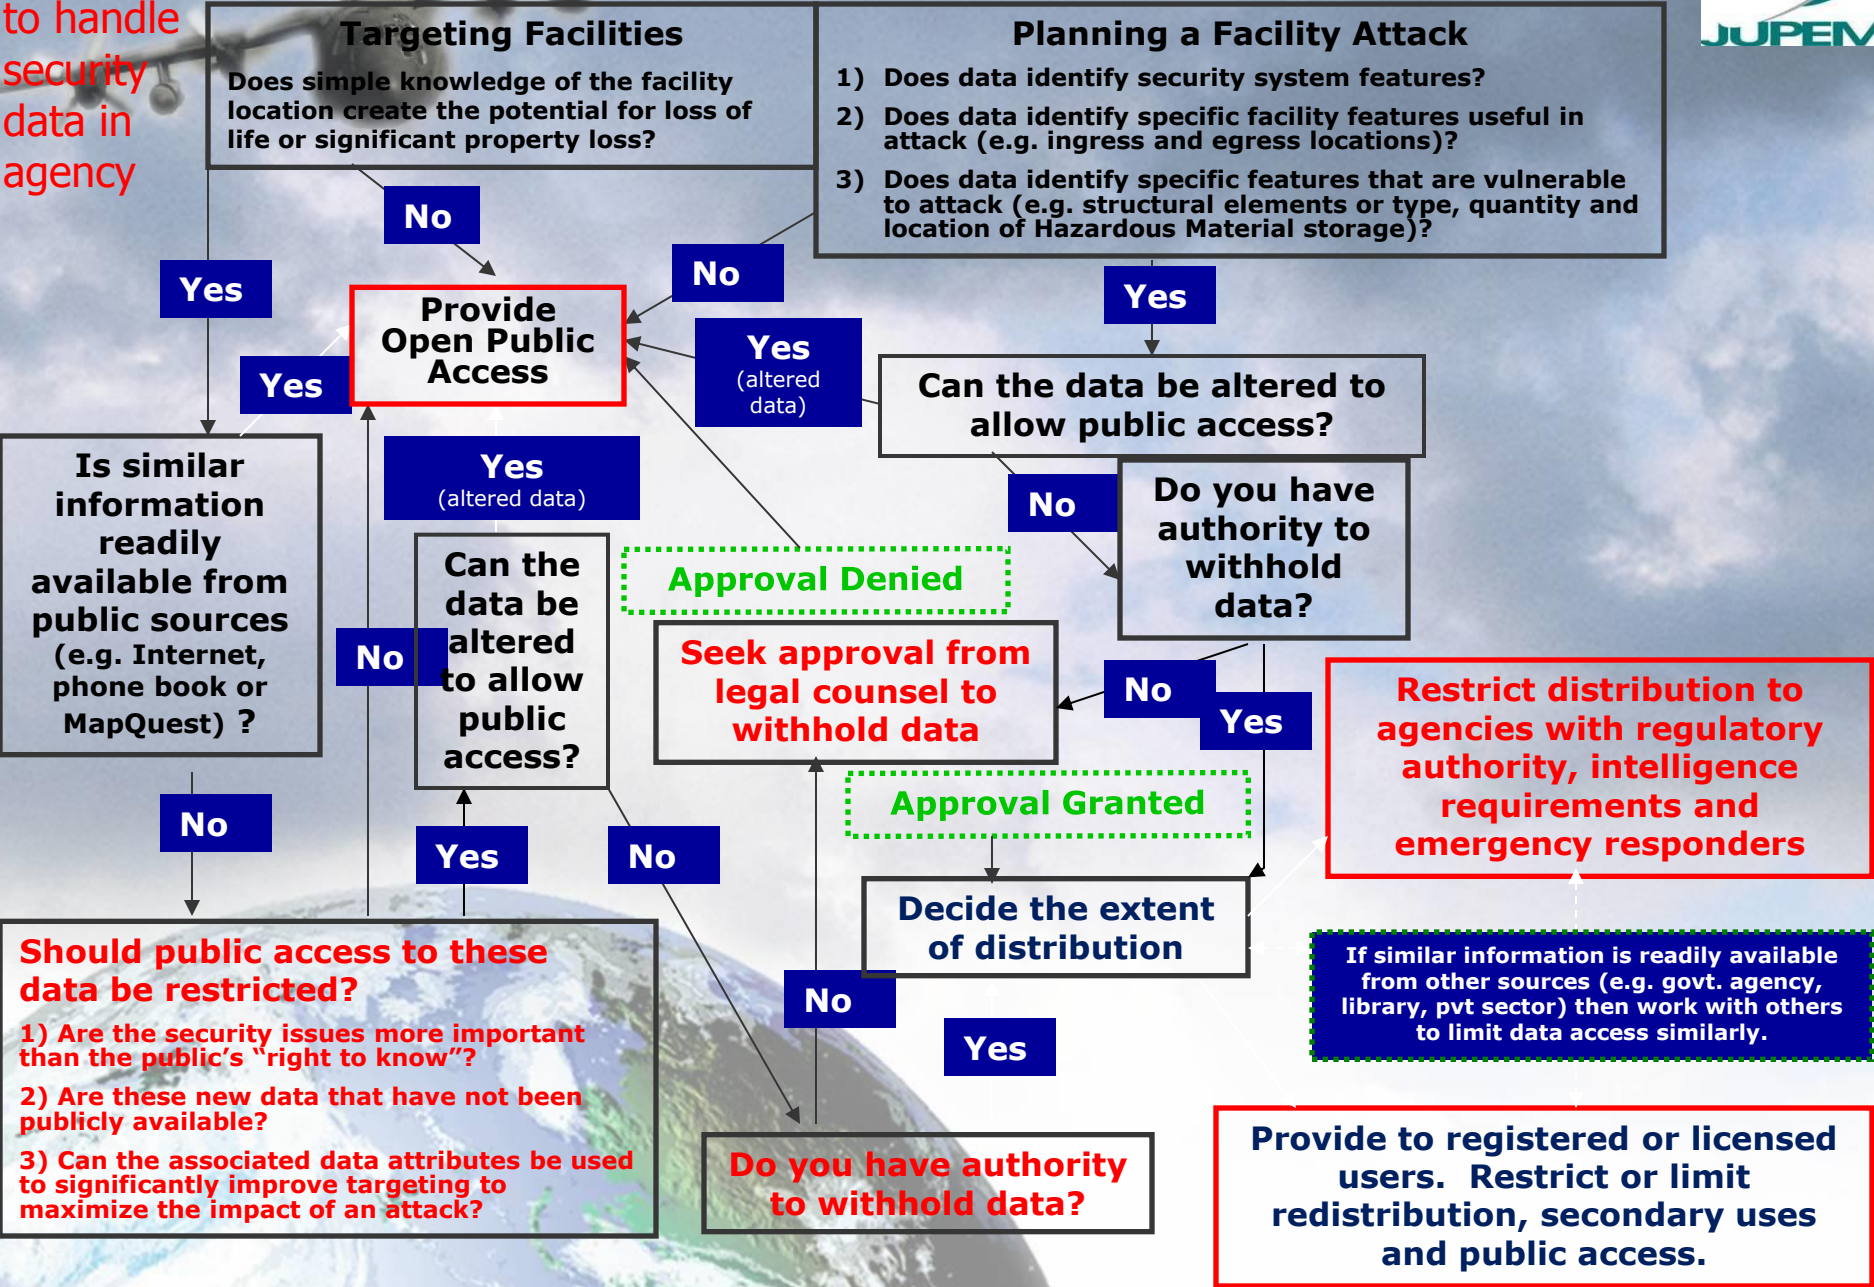 to handle
security
data in
agency
Targeting Facilities
Does simple knowledge of the facility
location create the potential for loss of
life or significant property loss?
Planning a Facility Attack
1) Does data identify security system features?
2) Does data identify specific facility features useful in
attack (e.g. ingress and egress locations)?
3) Does data identify specific features that are vulnerable
to attack (e.g. structural elements or type, quantity and
location of Hazardous Material storage)?
JUPEM
No
No
Yes
Yes
Provide
Open Public
Access
Yes
(altered
data)
Yes
Can the data be altered to
allow public access?
Is similar
information
readily
available from
public sources
(e.g. Internet,
phone book or
MapQuest) ?
Yes
(altered data)
No
Do you have
authority to
withhold
data?
Can the
data be
altered
to allow
public
access?
Approval Denied
No
Seek approval from
legal counsel to
withhold data
No
Yes
Restrict distribution to
agencies with regulatory
authority, intelligence
requirements and
emergency responders
Approval Granted
No
Yes
No
Decide the extent
of distribution
Should public access to these
data be restricted?
1) Are the security issues more important
than the public’s “right to know”?
2) Are these new data that have not been
publicly available?
3) Can the associated data attributes be used
to significantly improve targeting to
maximize the impact of an attack?
If similar information is readily available
from other sources (e.g. govt. agency,
library, pvt sector) then work with others
to limit data access similarly.
No
Yes
Do you have authority
to withhold data?
Provide to registered or licensed
users. Restrict or limit
redistribution, secondary uses
and public access.